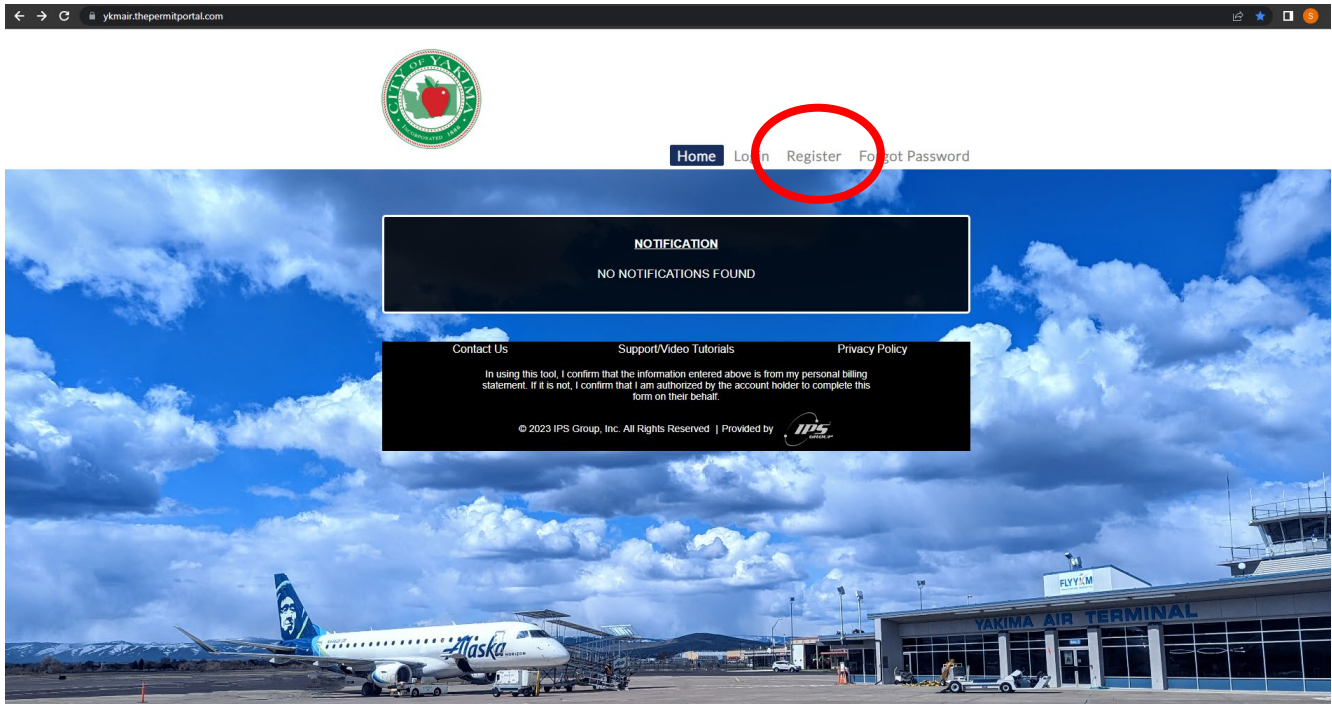 ykmair.thepermitportal.com
S
CITY OF YAKIMA
INCORPORATED 1886
Home Login Register Forgot Password
NOTIFICATION
NO NOTIFICATIONS FOUND
Contact Us Support/Video Tutorials Privacy Policy
In using this tool, I confirm that the information entered above is from my personal billing
statement. If it is not, I confirm that I am authorized by the account holder to complete this
form on their behalf.
© 2023 IPS Group, Inc. All Rights Reserved | Provided by IPS GROUP
FLYYKM
YAKIMA AIR TERMINAL
Alaska HORIZON